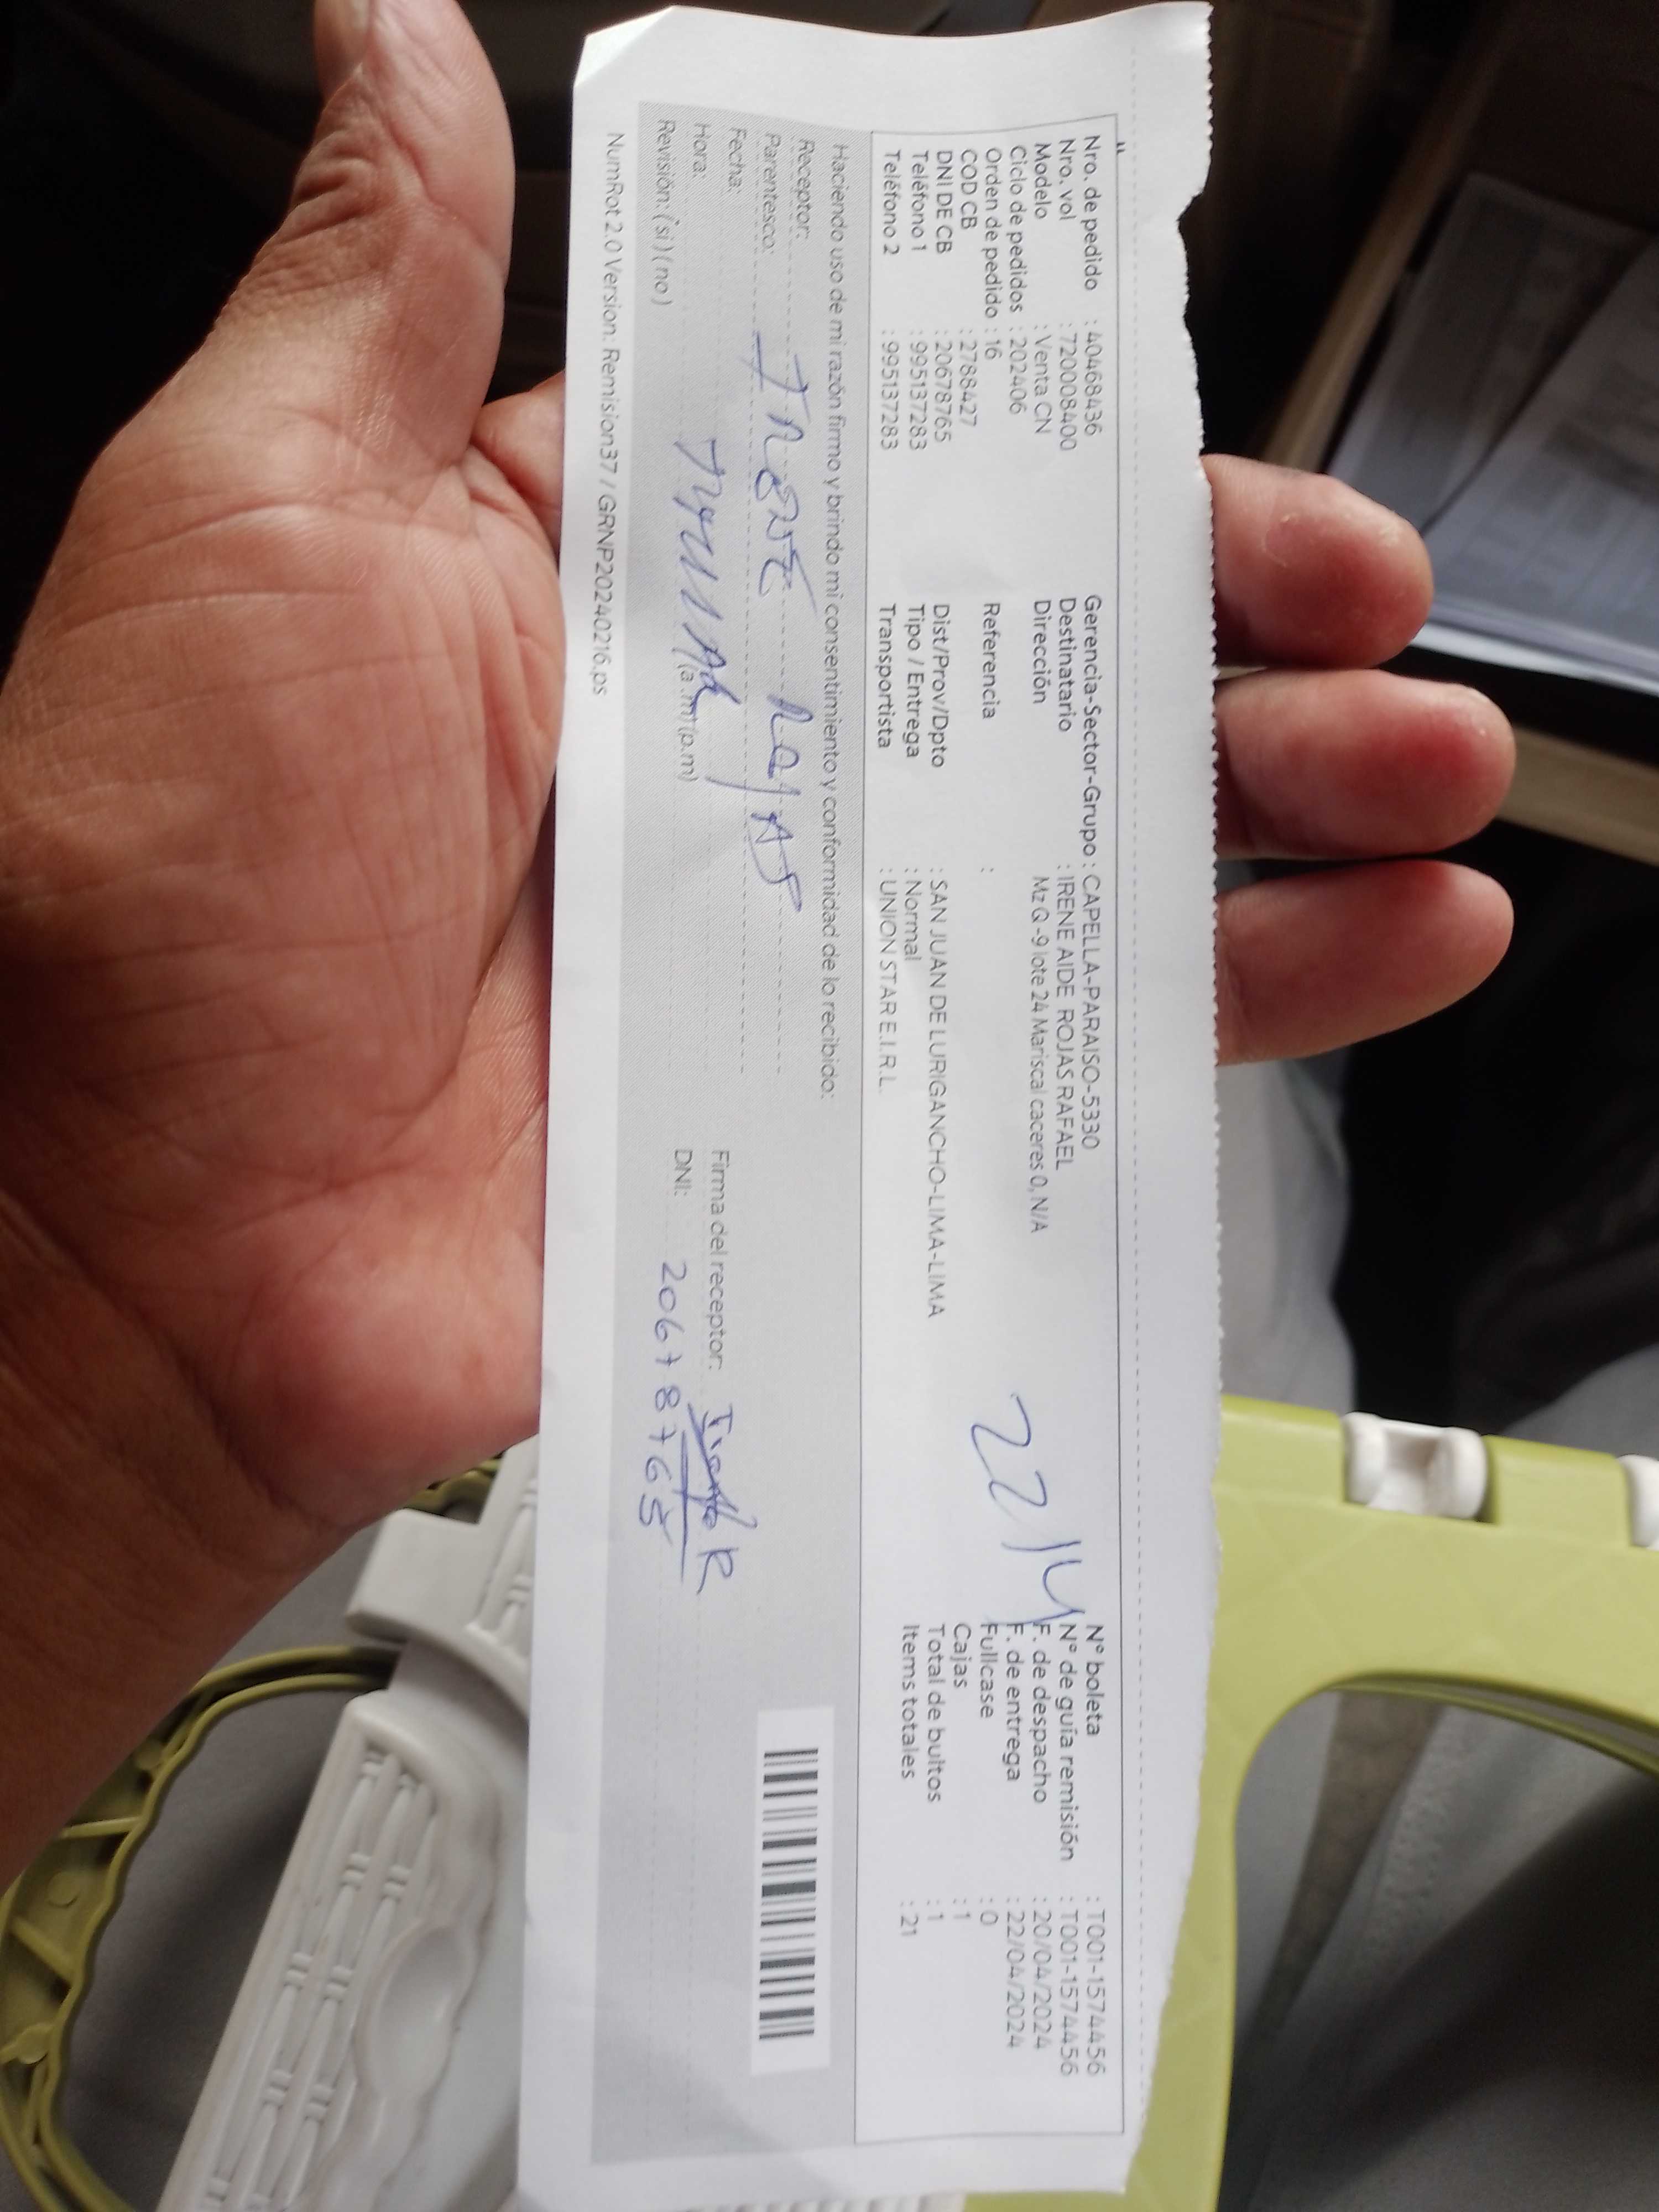 Nro. de pedido : 40468436
Nro. vol : 720008400
Modelo : Venta CN
Ciclo de pedidos : 202406
Orden de pedido : 16
COD CB : 2788427
DNI DE CB : 20678765
Teléfono 1 : 995137283
Teléfono 2 : 995137283
Gerencia-Sector-Grupo : CAPELLA-PARAISO-5330
Destinatario : IRENE AIDE ROJAS RAFAEL
Dirección Mz Q -9 lote 24 Mariscal caceres 0, N/A
Referencia :
Dist/Prov/Dpto : SAN JUAN DE LURIGANCHO-LIMA-LIMA
Tipo / Entrega : Normal
Transportista : UNION STAR E.I.R.L.
2214
N° boleta : T001-1574456
N° de guía remisión : T001-1574456
F. de despacho : 20/04/2024
F. de entrega : 22/04/2024
Fullcase : 0
Cajas : 1
Total de bultos : 1
Items totales : 21
Haciendo uso de mi razón firmo y brindo mi consentimiento y conformidad de lo recibido:
Receptor:
Parentesco:
Fecha:
Hora: (a.m) (p.m)
Revisión: ( si ) ( no )
Firma del receptor:
DNI: 20678765
NumRot 2.0 Version: Remision37 / GRNP20240216.ps